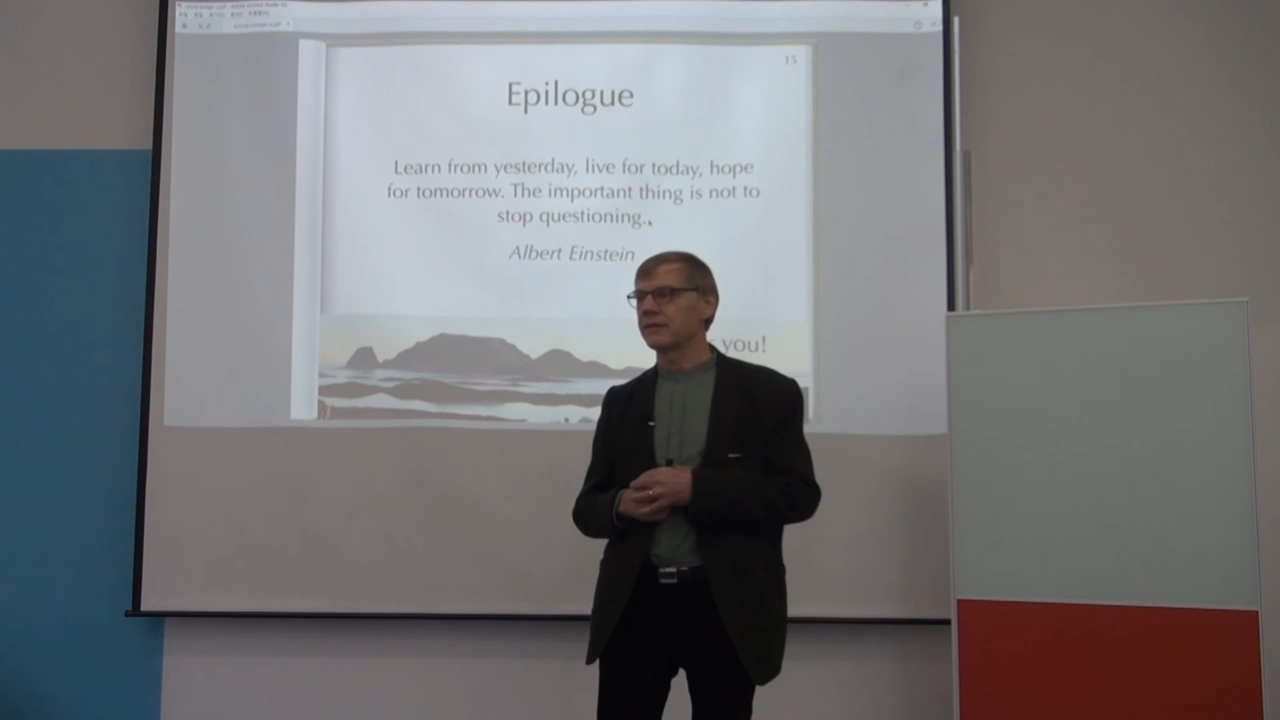 15
Epilogue
Learn from yesterday, live for today, hope
for tomorrow. The important thing is not to
stop questioning..
Albert Einstein
you!